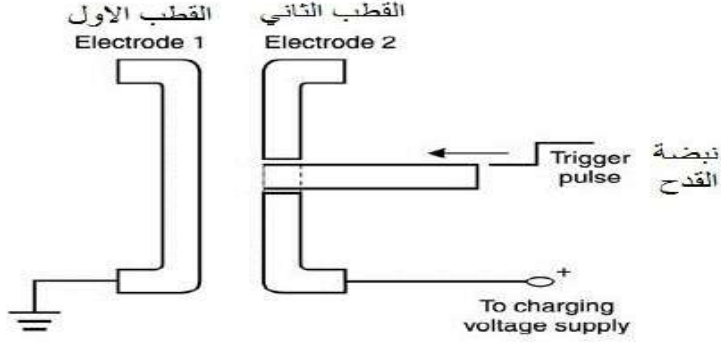 القطب الاول
Electrode 1
القطب الثاني
Electrode 2
Trigger
pulse
نبضة
القدح
+
To charging
voltage supply